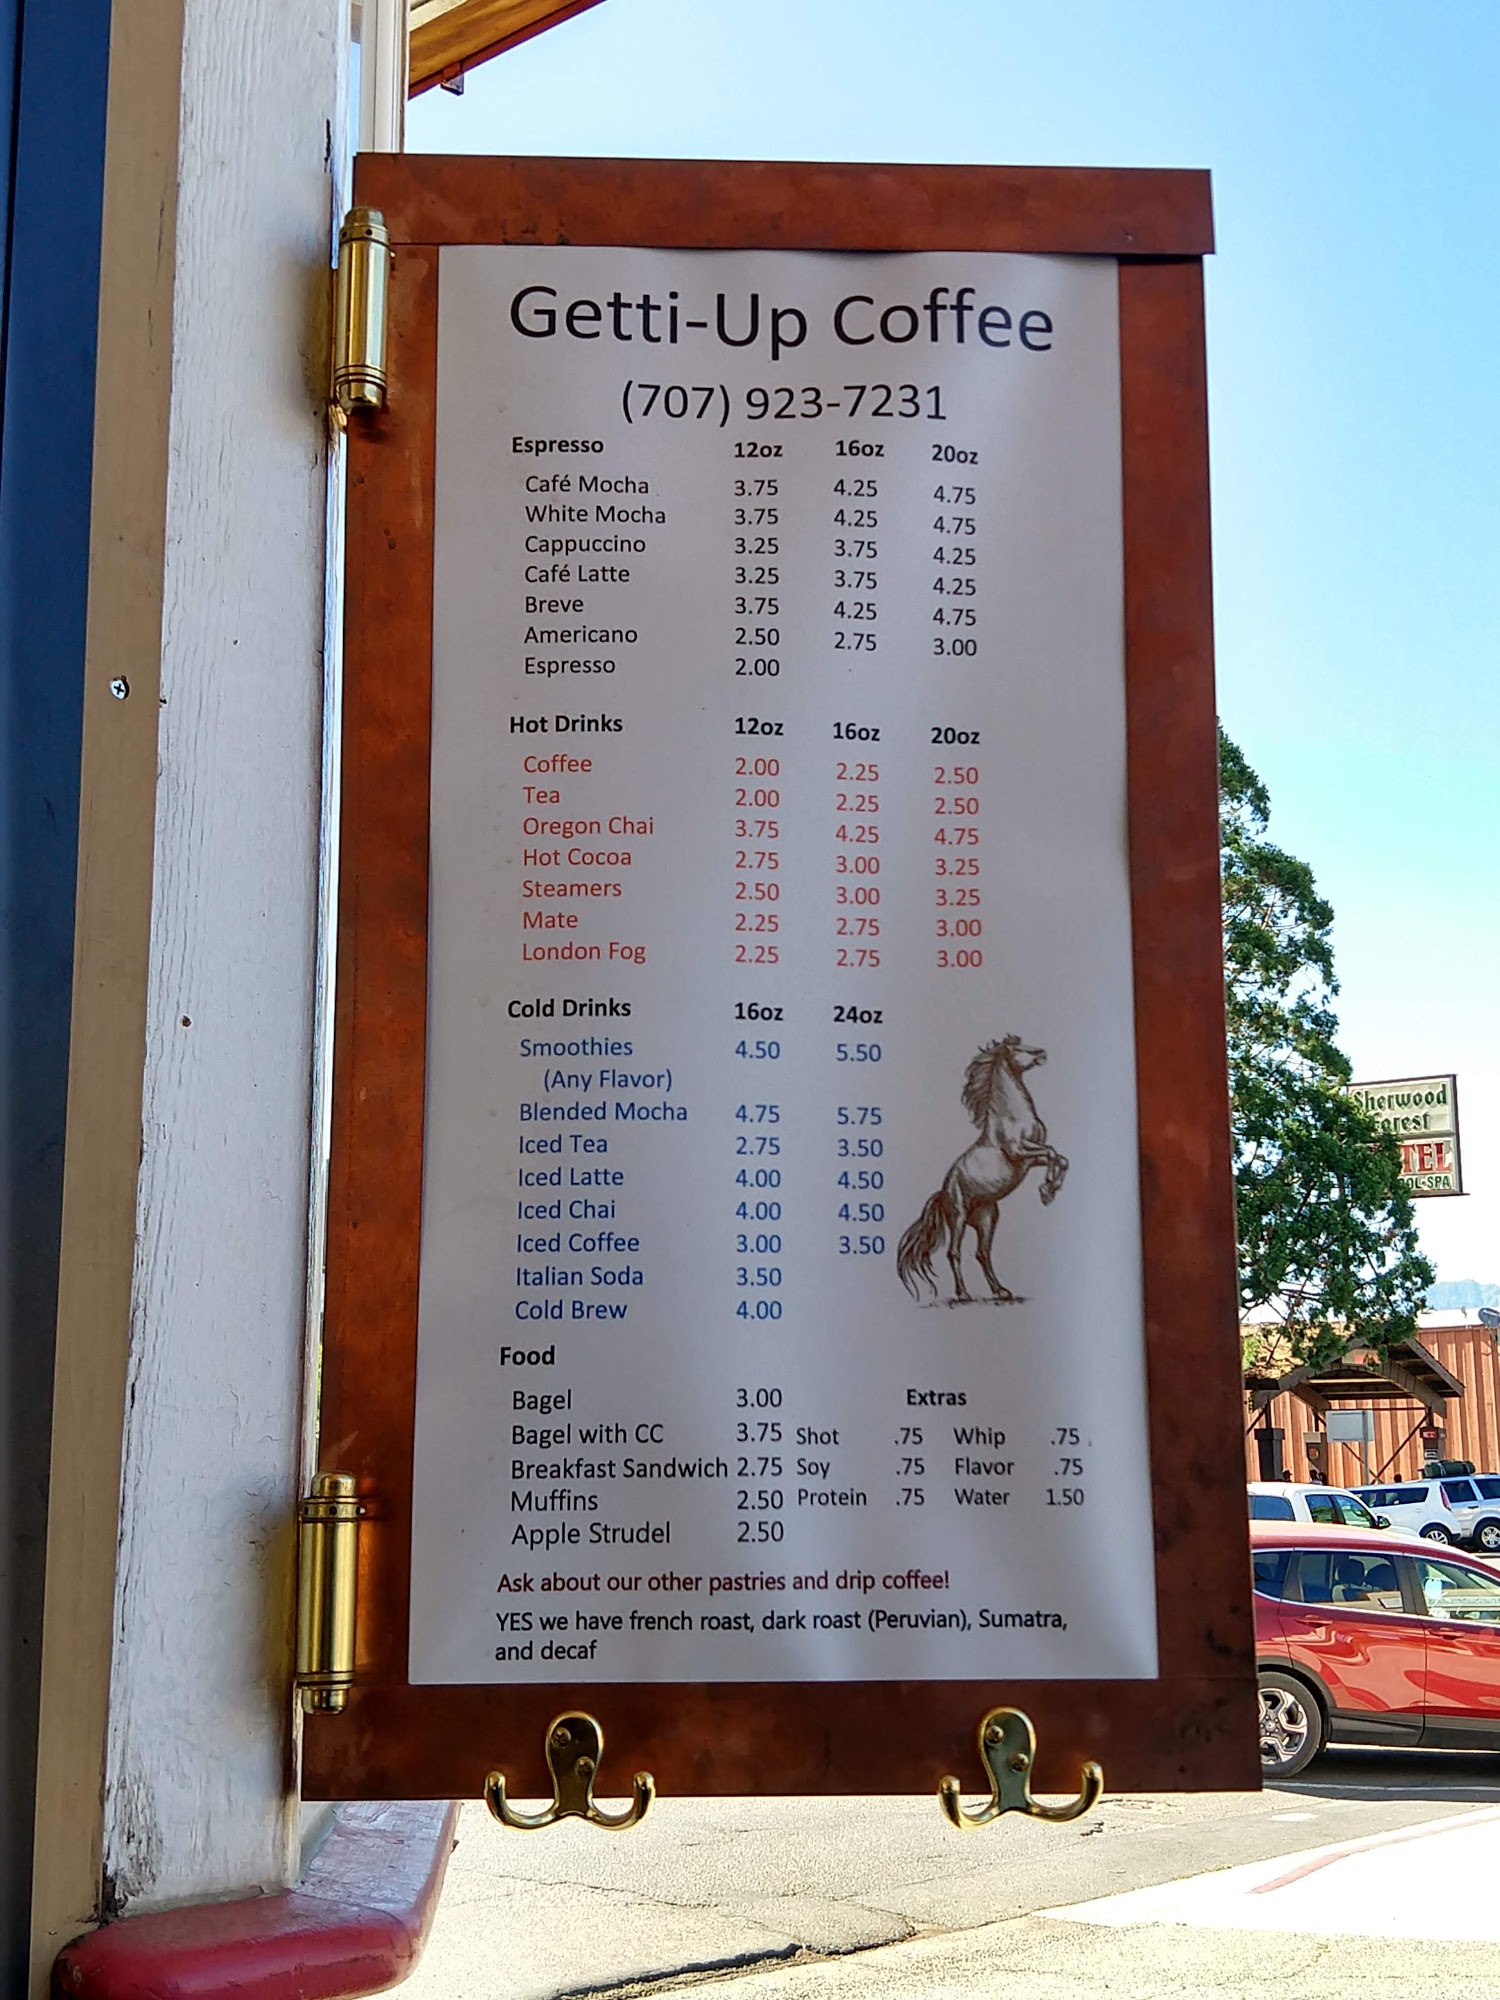 Getti-Up Coffee
(707) 923-7231
Espresso 12oz 16oz 20oz
Café Mocha 3.75 4.25 4.75
White Mocha 3.75 4.25 4.75
Cappuccino 3.25 3.75 4.25
Café Latte 3.25 3.75 4.25
Breve 3.75 4.25 4.75
Americano 2.50 2.75 3.00
Espresso 2.00
Hot Drinks 12oz 16oz 20oz
Coffee 2.00 2.25 2.50
Tea 2.00 2.25 2.50
Oregon Chai 3.75 4.25 4.75
Hot Cocoa 2.75 3.00 3.25
Steamers 2.50 3.00 3.25
Mate 2.25 2.75 3.00
London Fog 2.25 2.75 3.00
Cold Drinks 16oz 24oz
Smoothies 4.50 5.50
(Any Flavor)
Blended Mocha 4.75 5.75
Iced Tea 2.75 3.50
Iced Latte 4.00 4.50
Iced Chai 4.00 4.50
Iced Coffee 3.00 3.50
Italian Soda 3.50
Cold Brew 4.00
Food
Bagel 3.00 Extras
Bagel with CC 3.75 Shot .75 Whip .75
Breakfast Sandwich 2.75 Soy .75 Flavor .75
Muffins 2.50 Protein .75 Water 1.50
Apple Strudel 2.50
Ask about our other pastries and drip coffee!
YES we have french roast, dark roast (Peruvian), Sumatra,
and decaf
Sherwood